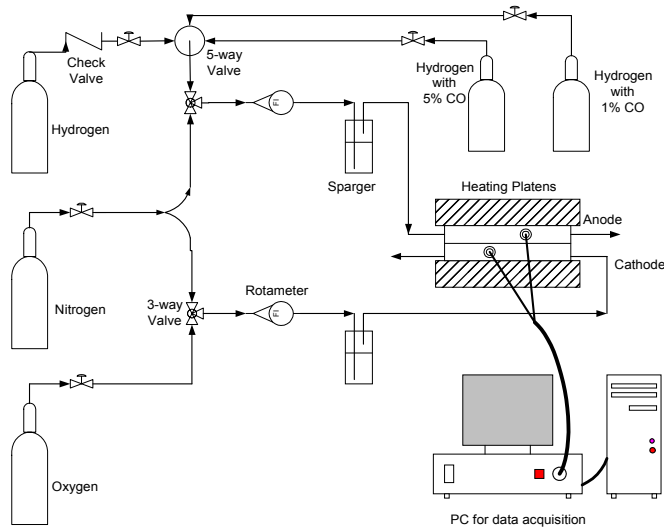 Check
Valve
5-way
Valve
Hydrogen
with
5% CO
Hydrogen
with
1% CO
Hydrogen
FI
Sparger
Heating Platens
Anode
Cathode
Nitrogen
3-way
Valve
Rotameter
FI
Oxygen
PC for data acquisition